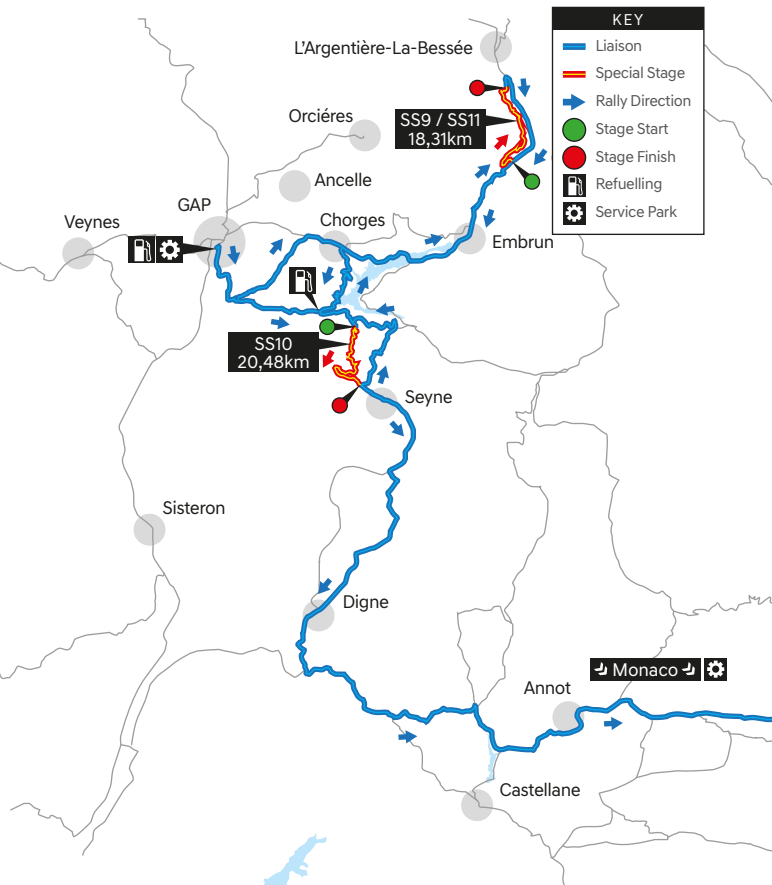 KEY
Liaison
Special Stage
Rally Direction
Stage Start
Stage Finish
Refuelling
Service Park
L'Argentière-La-Bessée
SS9 / SS11
18,31km
Orciéres
Ancelle
GAP
Veynes
Chorges
Embrun
SS10
20,48km
Seyne
Sisteron
Digne
Monaco
Annot
Castellane